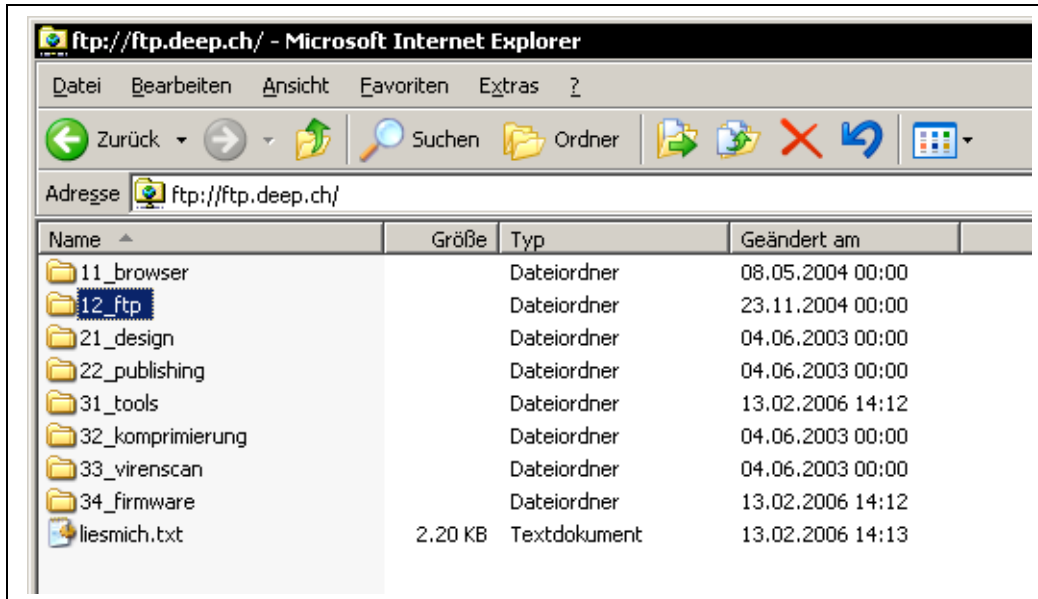 ftp://ftp.deep.ch/ - Microsoft Internet Explorer
Datei Bearbeiten Ansicht Favoriten Extras ?
Zurück Suchen Ordner
Adresse ftp://ftp.deep.ch/
Name Größe Typ Geändert am
11_browser Dateiordner 08.05.2004 00:00
12_ftp Dateiordner 23.11.2004 00:00
21_design Dateiordner 04.06.2003 00:00
22_publishing Dateiordner 04.06.2003 00:00
31_tools Dateiordner 13.02.2006 14:12
32_komprimierung Dateiordner 04.06.2003 00:00
33_virenscan Dateiordner 04.06.2003 00:00
34_firmware Dateiordner 13.02.2006 14:12
liesmich.txt 2.20 KB Textdokument 13.02.2006 14:13